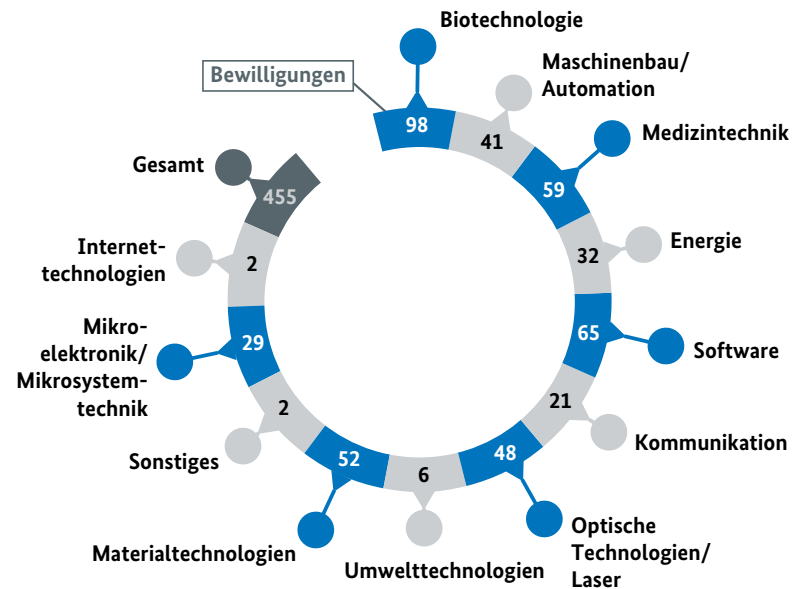 Bewilligungen
Biotechnologie
98
Maschinenbau/
Automation
41
Medizintechnik
59
Energie
32
Software
65
Kommunikation
21
Optische
Technologien/
Laser
48
Umwelttechnologien
6
Materialtechnologien
52
Sonstiges
2
Mikro-
elektronik/
Mikrosystem-
technik
29
Internet-
technologien
2
Gesamt
455